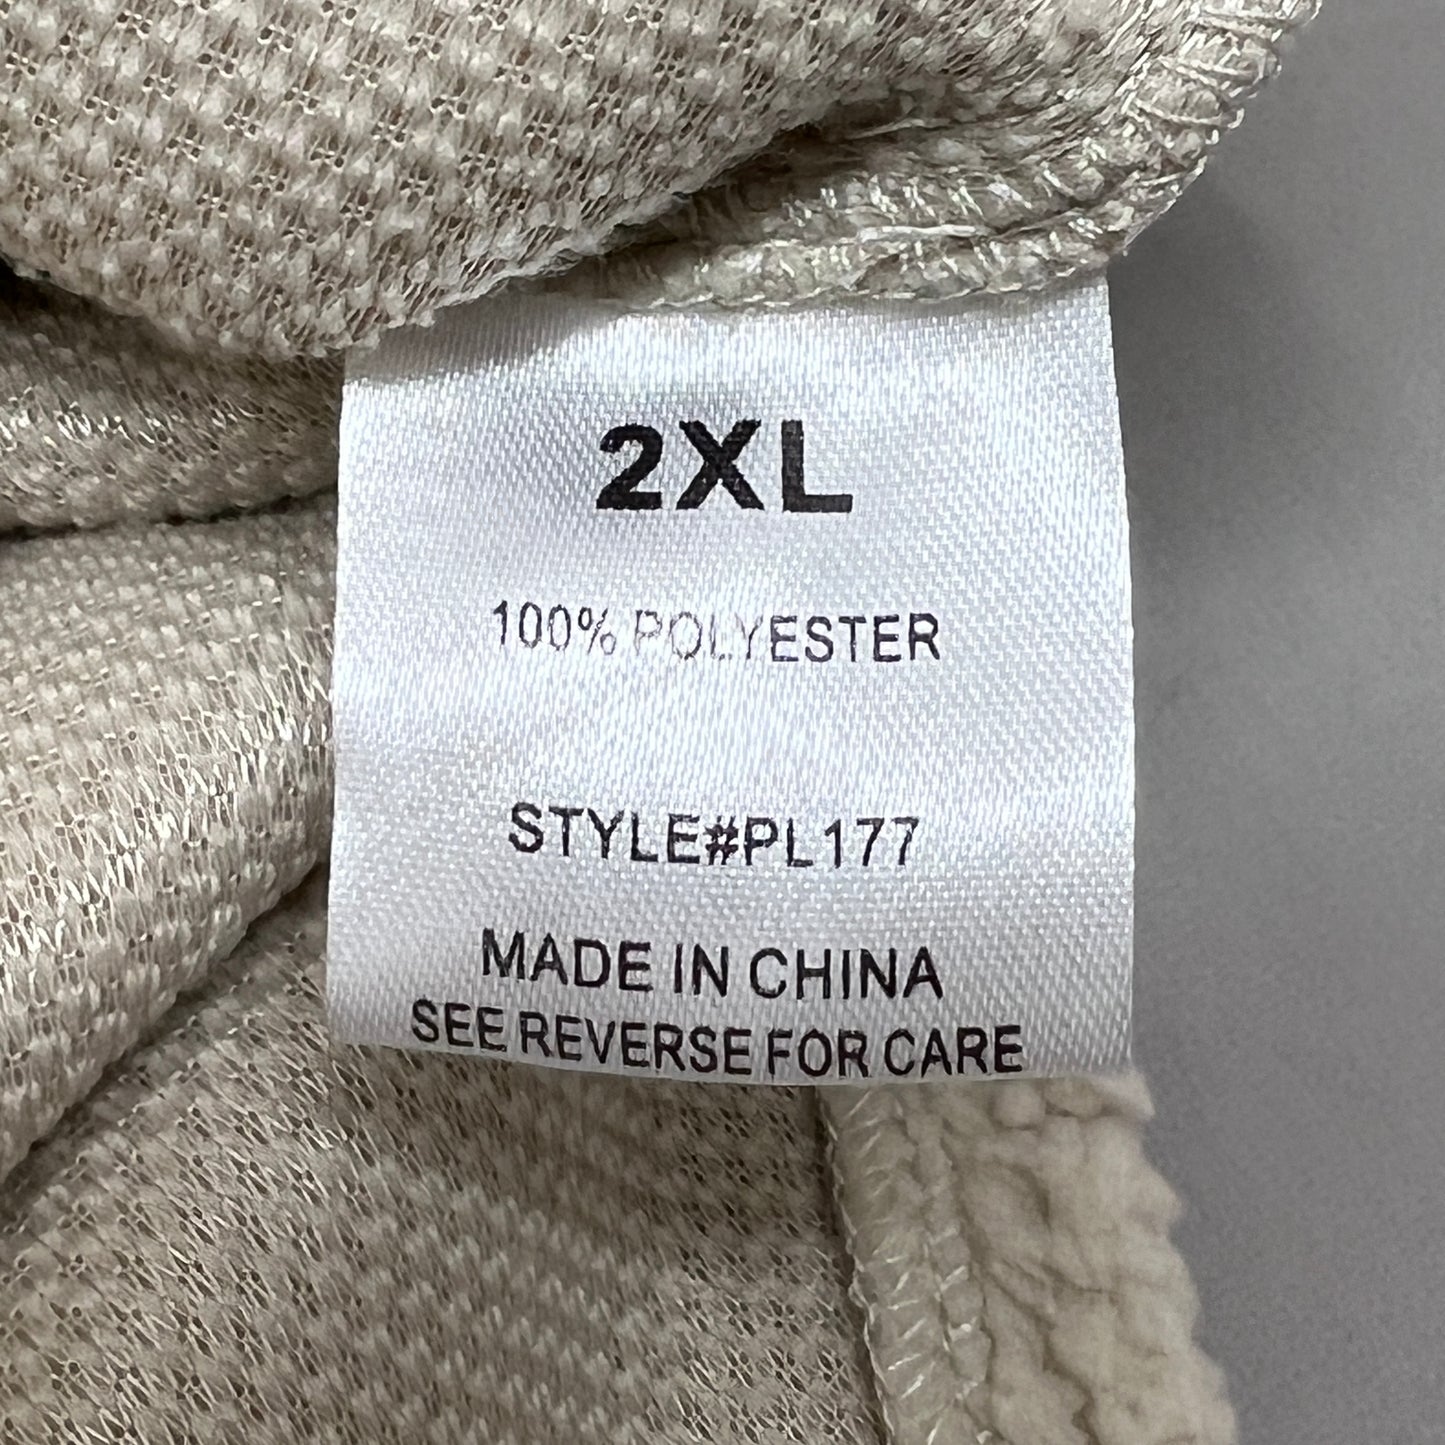 2XL
100% POLYESTER
STYLE#PL177
MADE IN CHINA
SEE REVERSE FOR CARE